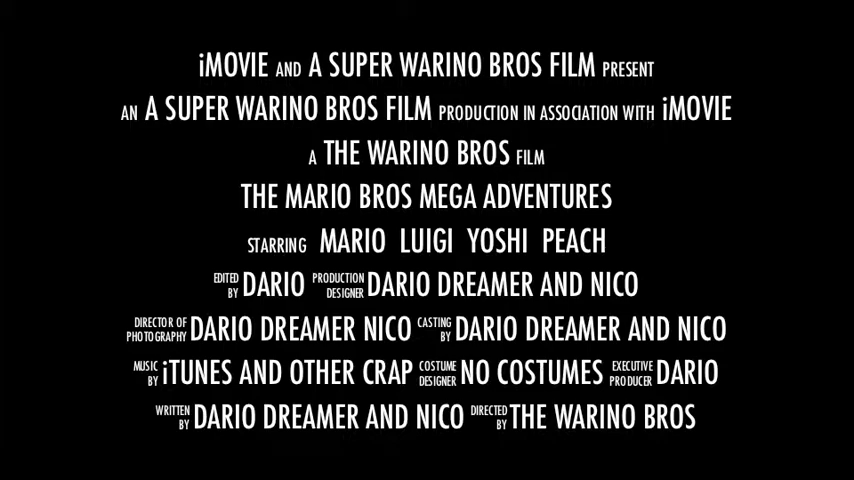 iMOVIE AND A SUPER WARINO BROS FILM PRESENT
AN A SUPER WARINO BROS FILM PRODUCTION IN ASSOCIATION WITH iMOVIE
A THE WARINO BROS FILM
THE MARIO BROS MEGA ADVENTURES
STARRING MARIO LUIGI YOSHI PEACH
EDITED BY DARIO PRODUCTION DESIGNER DARIO DREAMER AND NICO
DIRECTOR OF PHOTOGRAPHY DARIO DREAMER NICO CASTING BY DARIO DREAMER AND NICO
MUSIC BY iTUNES AND OTHER CRAP COSTUME DESIGNER NO COSTUMES EXECUTIVE PRODUCER DARIO
WRITTEN BY DARIO DREAMER AND NICO DIRECTED BY THE WARINO BROS